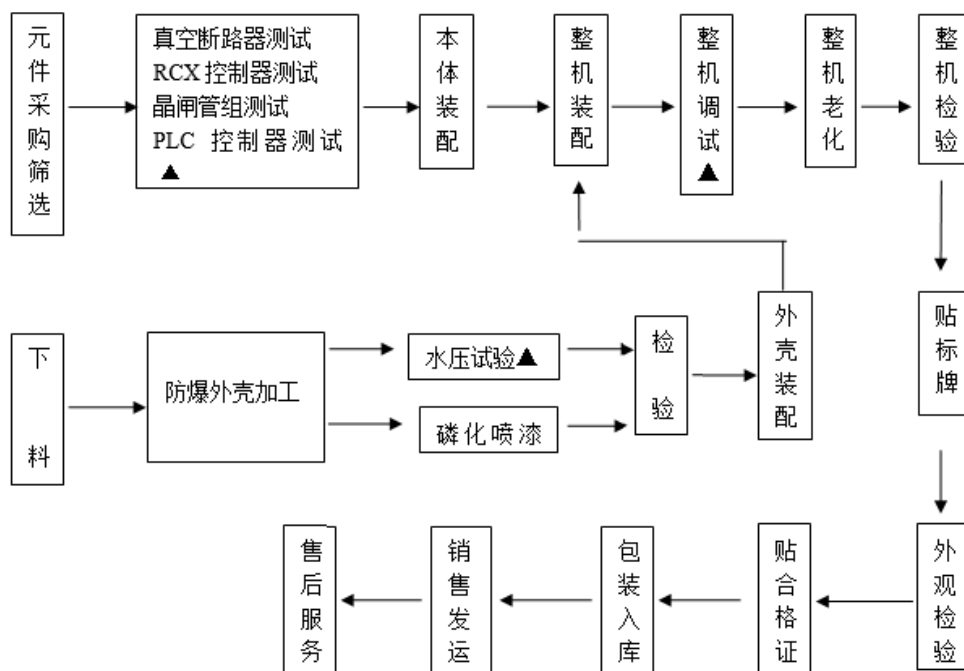 元件采购筛选
真空断路器测试
RCX 控制器测试
晶闸管组测试
PLC 控制器测试
▲
本体装配
整机装配
整机调试▲
整机老化
整机检验
下料
防爆外壳加工
水压试验▲
磷化喷漆
检验
外壳装配
贴标牌
外观检验
贴合格证
包装入库
销售发运
售后服务